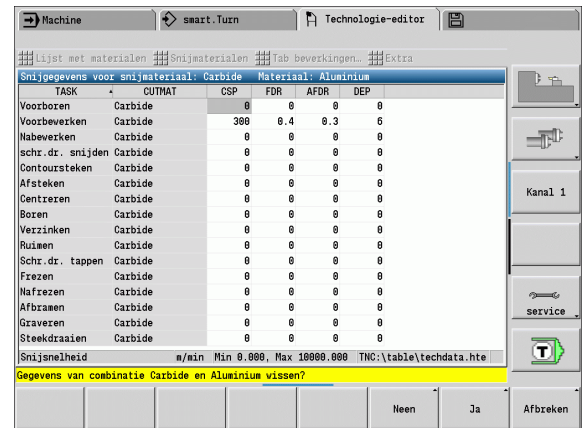 Machine smart.Turn Technologie-editor
Lijst met materialen Snijmaterialen Tab bewerkingen… Extra
Snijgegevens voor snijmateriaal: Carbide Materiaal: Aluminium
TASK CUTMAT CSP FDR AFDR DEP
Voorboren Carbide 0 0 0 0
Voorbewerken Carbide 300 0.4 0.3 6
Nabewerken Carbide 0 0 0 0
schr.dr. snijden Carbide 0 0 0 0
Contoursteken Carbide 0 0 0 0
Afsteken Carbide 0 0 0 0
Centreren Carbide 0 0 0 0
Boren Carbide 0 0 0 0
Verzinken Carbide 0 0 0 0
Ruimen Carbide 0 0 0 0
Schr.dr. tappen Carbide 0 0 0 0
Frezen Carbide 0 0 0 0
Nafrezen Carbide 0 0 0 0
Afbramen Carbide 0 0 0 0
Graveren Carbide 0 0 0 0
Steekdraaien Carbide 0 0 0 0
Snijsnelheid m/min Min 0.000, Max 10000.000 TNC:\table\techdata.hte
Gegevens van combinatie Carbide en Aluminium wissen?
Kanal 1
service
T
Neen Ja Afbreken